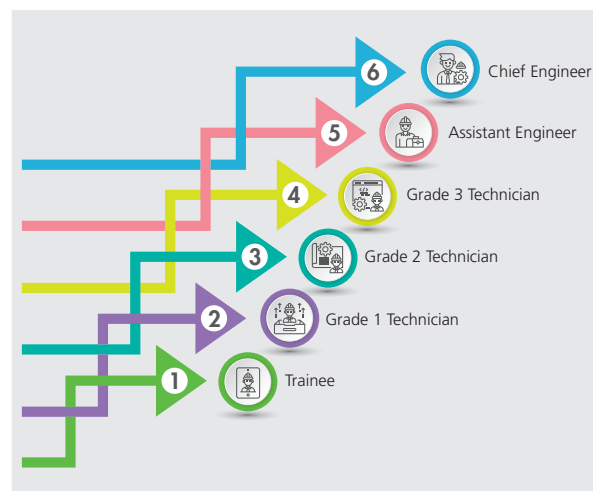 6 Chief Engineer
5 Assistant Engineer
4 Grade 3 Technician
3 Grade 2 Technician
2 Grade 1 Technician
1 Trainee